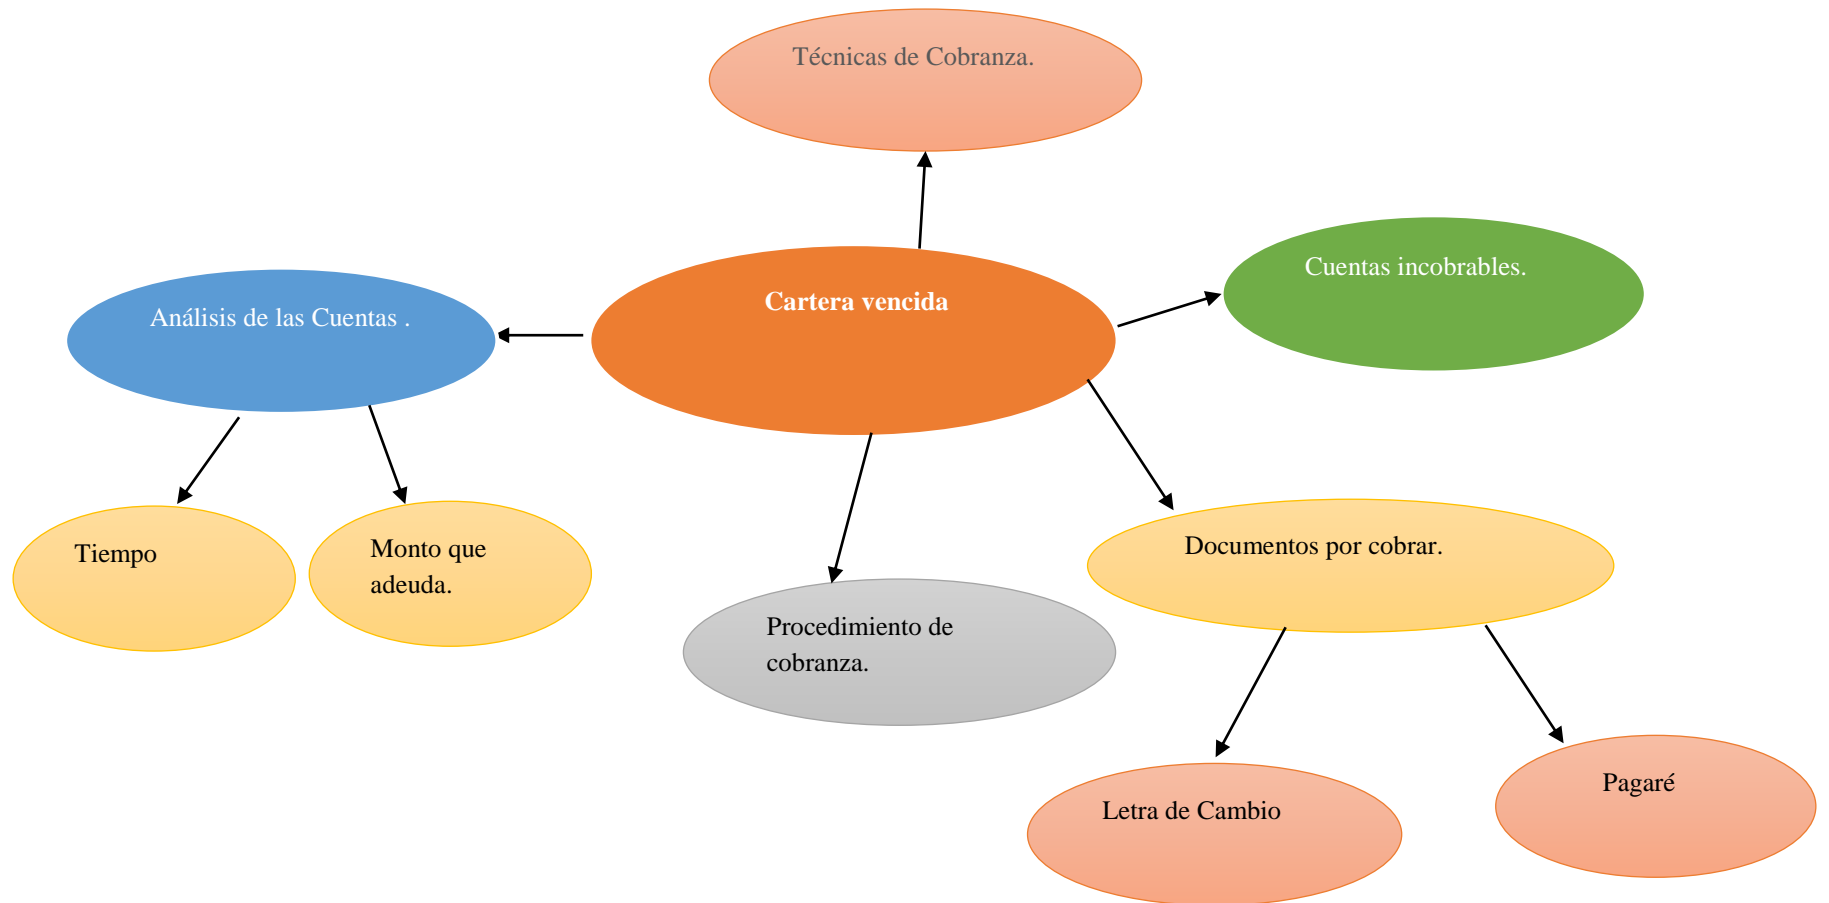 Técnicas de Cobranza.
Cuentas incobrables.
Cartera vencida
Análisis de las Cuentas .
Tiempo
Monto que
adeuda.
Documentos por cobrar.
Procedimiento de
cobranza.
Letra de Cambio
Pagaré